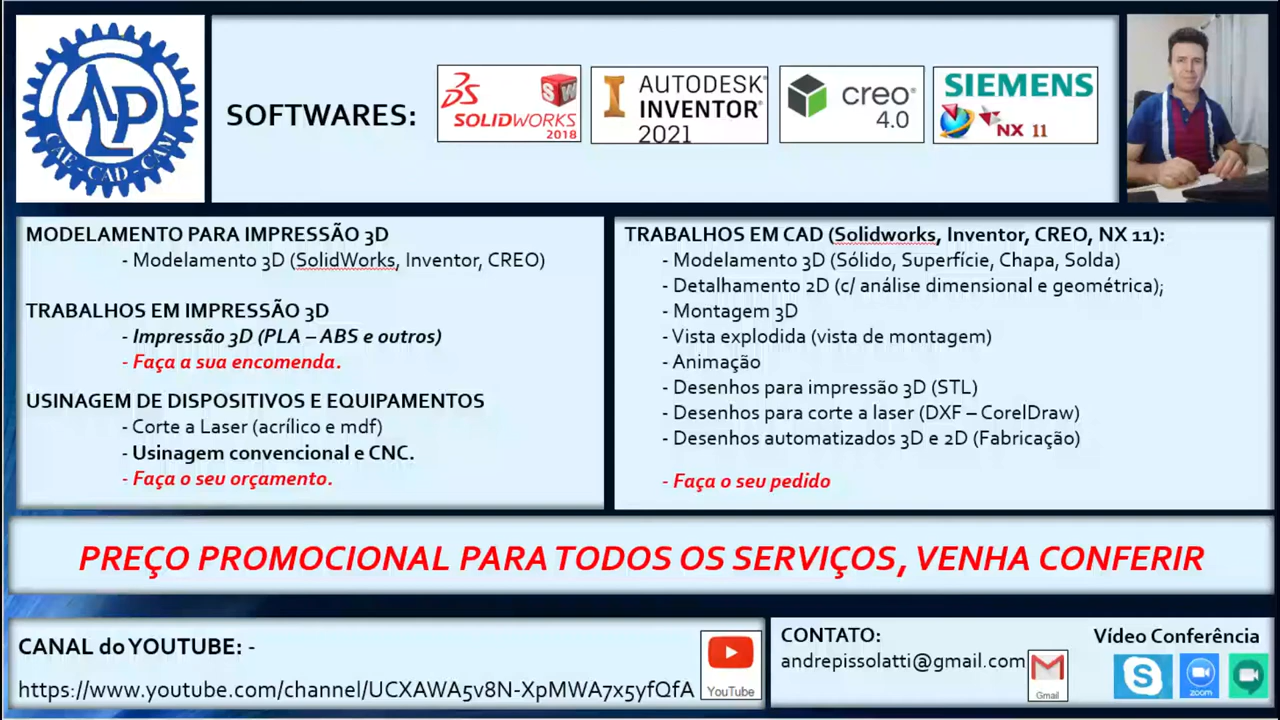 ALP
CAE-CAD-CAM
SOFTWARES:
3DS SOLIDWORKS
SW
2018
AUTODESK®
INVENTOR®
2021
creo®
4.0
SIEMENS
NX 11
MODELAMENTO PARA IMPRESSÃO 3D
- Modelamento 3D (SolidWorks, Inventor, CREO)
TRABALHOS EM IMPRESSÃO 3D
- Impressão 3D (PLA – ABS e outros)
- Faça a sua encomenda.
USINAGEM DE DISPOSITIVOS E EQUIPAMENTOS
- Corte a Laser (acrílico e mdf)
- Usinagem convencional e CNC.
- Faça o seu orçamento.
TRABALHOS EM CAD (Solidworks, Inventor, CREO, NX 11):
- Modelamento 3D (Sólido, Superfície, Chapa, Solda)
- Detalhamento 2D (c/ análise dimensional e geométrica);
- Montagem 3D
- Vista explodida (vista de montagem)
- Animação
- Desenhos para impressão 3D (STL)
- Desenhos para corte a laser (DXF – CorelDraw)
- Desenhos automatizados 3D e 2D (Fabricação)
- Faça o seu pedido
PREÇO PROMOCIONAL PARA TODOS OS SERVIÇOS, VENHA CONFERIR
CANAL do YOUTUBE: -
https://www.youtube.com/channel/UCXAWA5v8N-XpMWA7x5yfQfA
YouTube
CONTATO:
andrepissolatti@gmail.com
Gmail
Vídeo Conferência
S
zoom